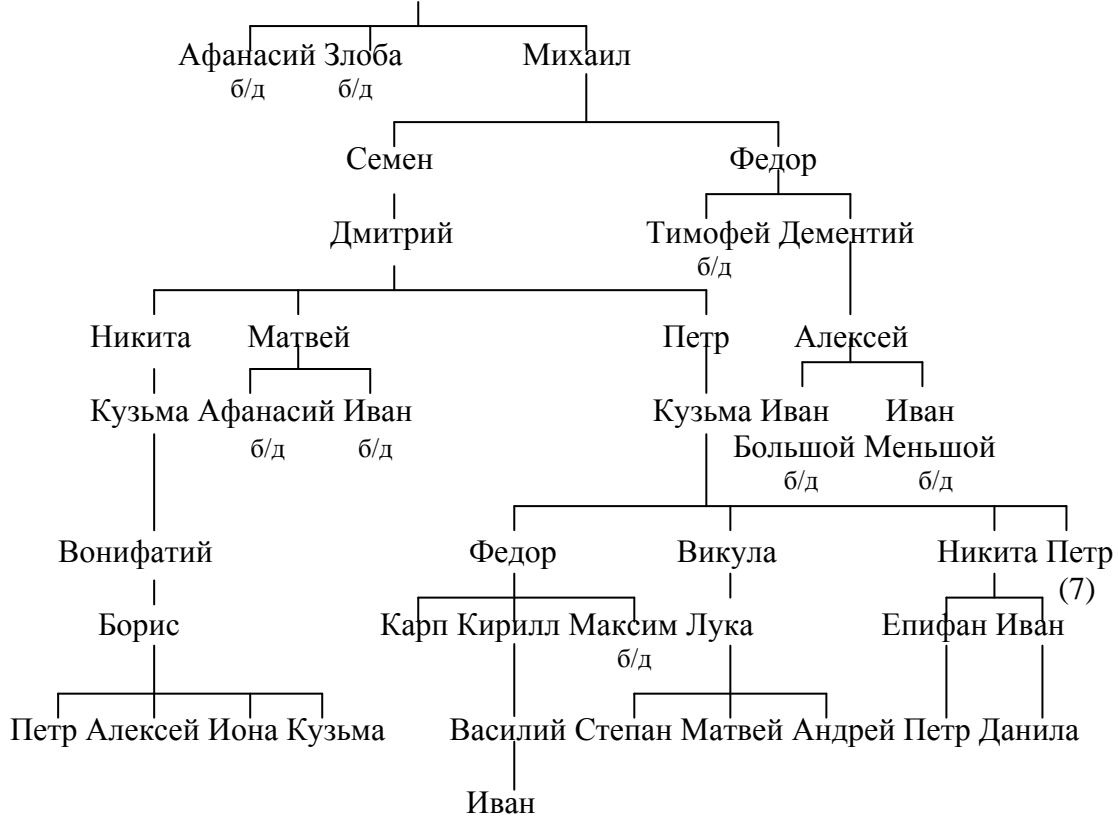 Афанасий Злоба Михаил
б/д б/д
Семен Федор
Дмитрий Тимофей Дементий
б/д
Никита Матвей Петр Алексей
Кузьма Афанасий Иван Кузьма Иван Иван
б/д б/д Большой Меньшой
б/д б/д
Вонифатий Федор Викула Никита Петр
(7)
Борис Карп Кирилл Максим Лука Епифан Иван
б/д
Петр Алексей Иона Кузьма Василий Степан Матвей Андрей Петр Данила
Иван